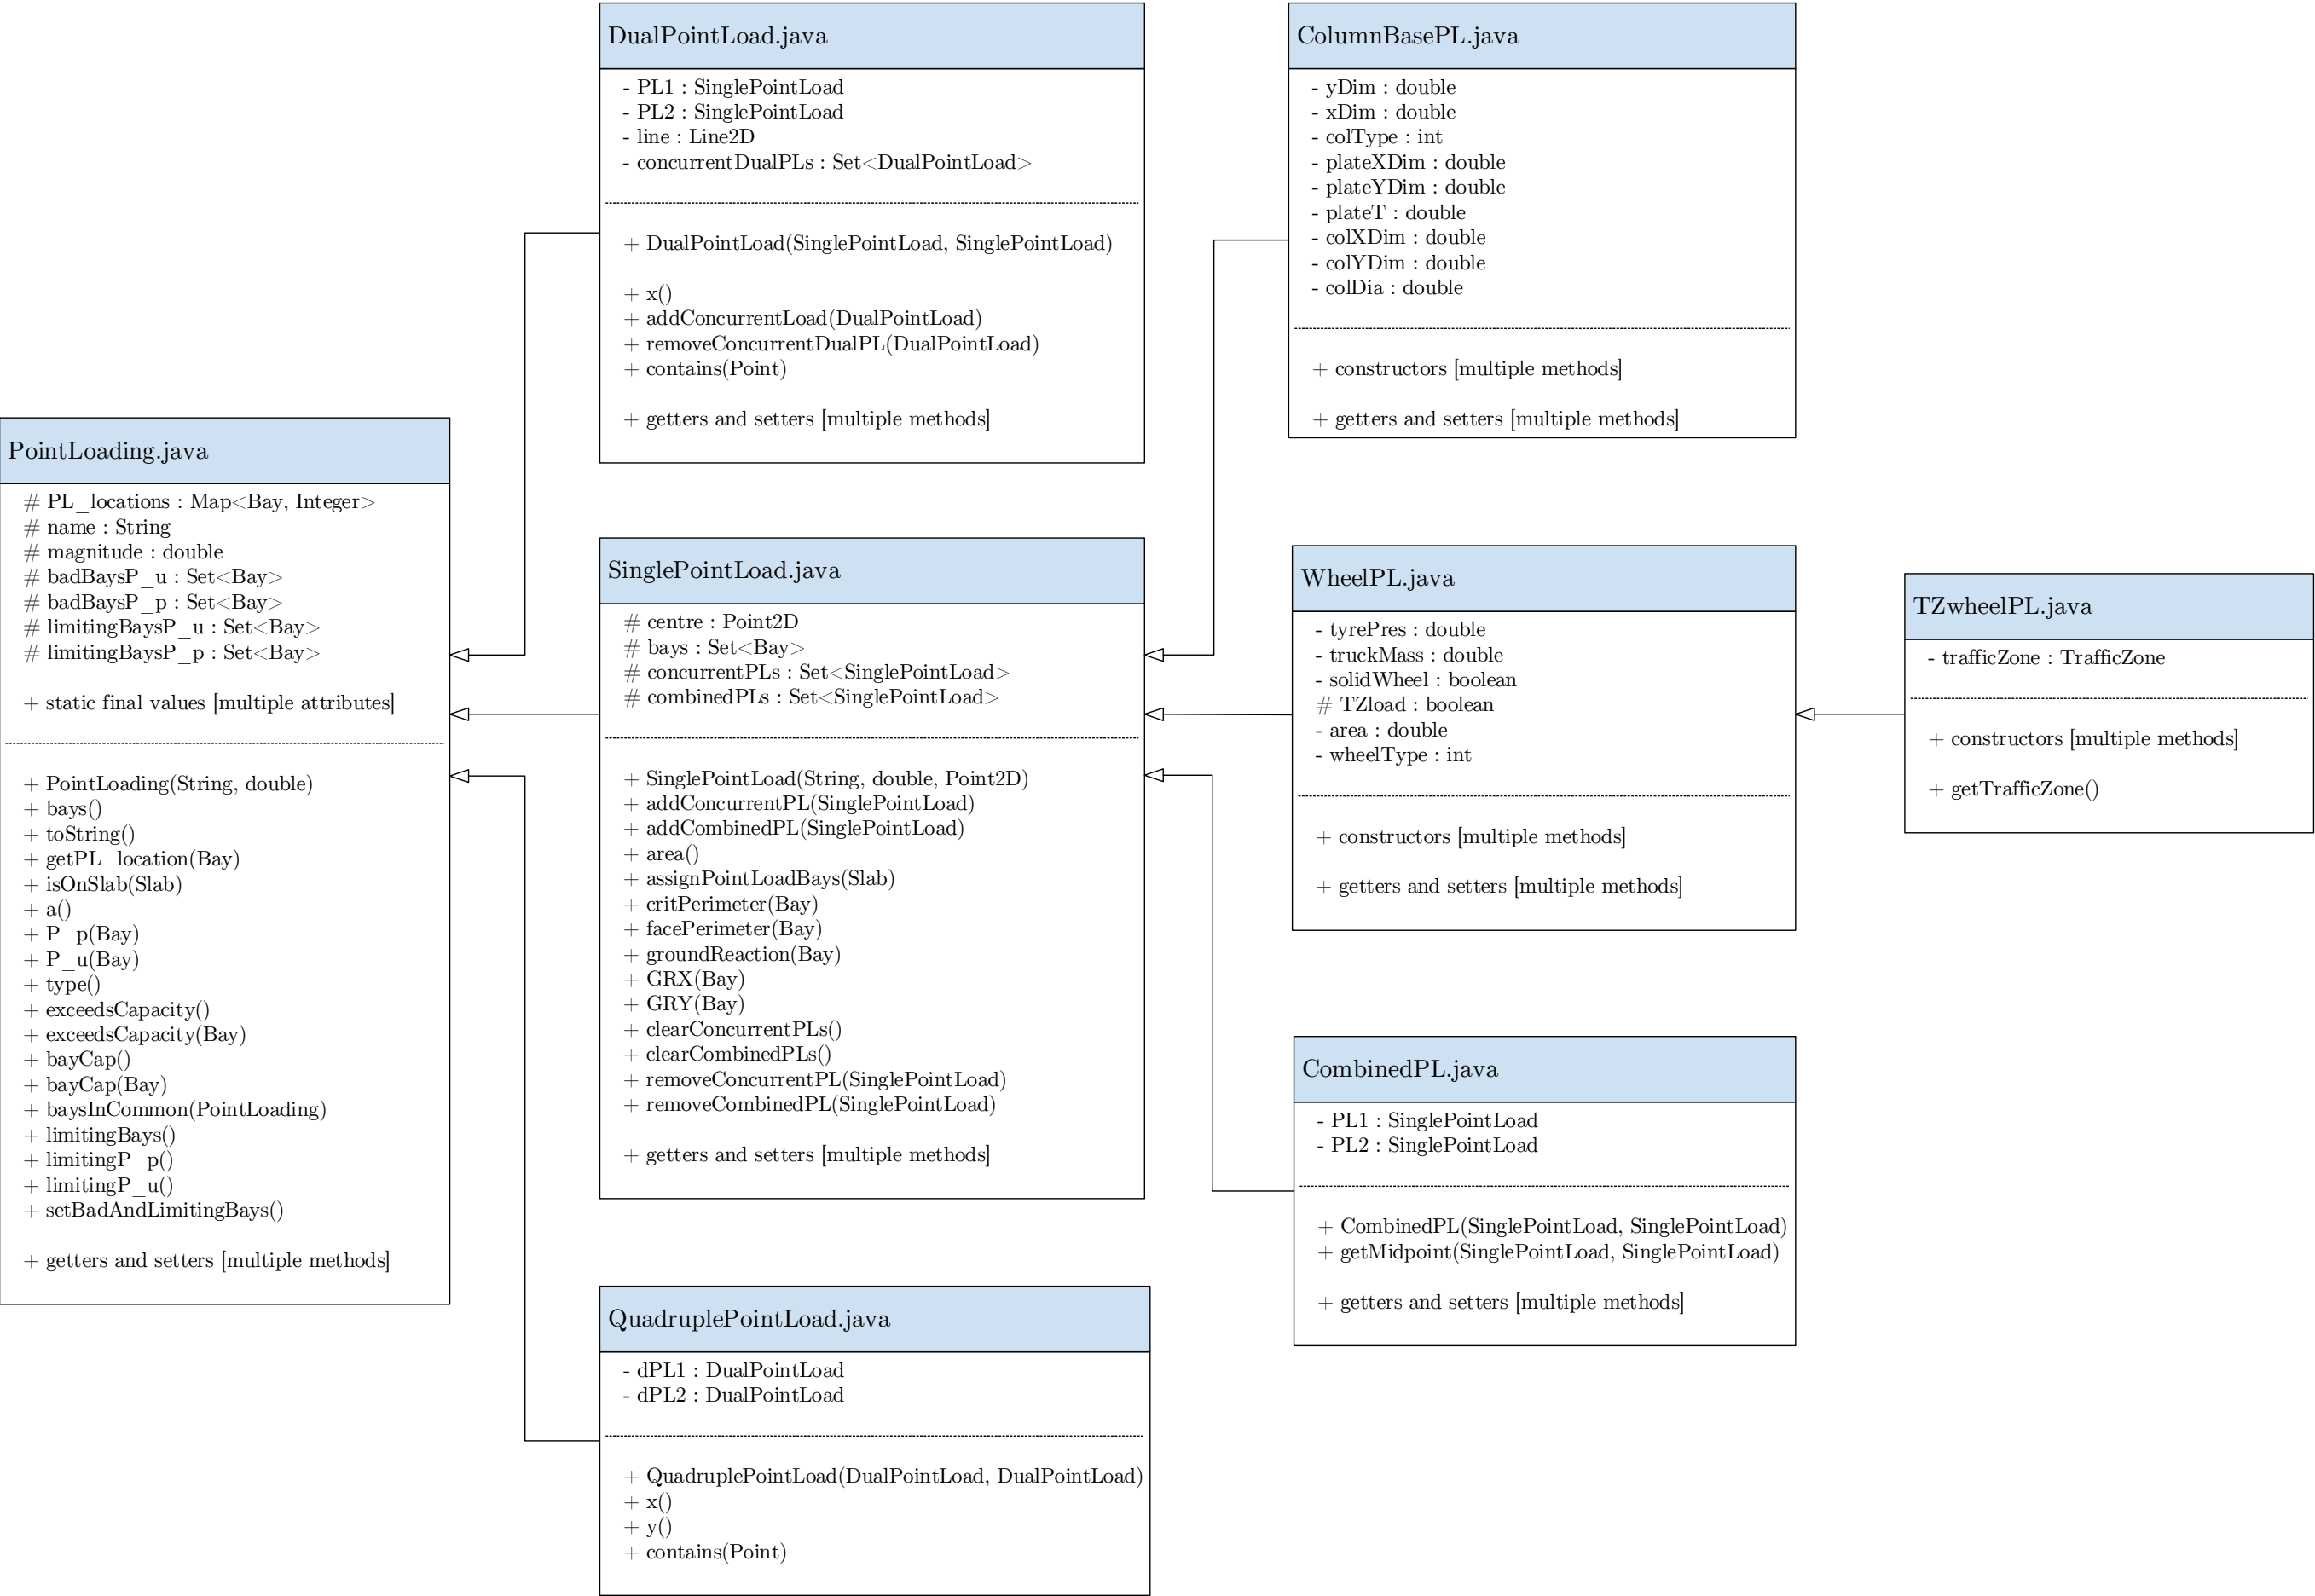 DualPointLoad.java
- PL1 : SinglePointLoad
- PL2 : SinglePointLoad
- line : Line2D
- concurrentDualPLs : Set<DualPointLoad>
+ DualPointLoad(SinglePointLoad, SinglePointLoad)
+ x()
+ addConcurrentLoad(DualPointLoad)
+ removeConcurrentDualPL(DualPointLoad)
+ contains(Point)
+ getters and setters [multiple methods]
ColumnBasePL.java
- yDim : double
- xDim : double
- colType : int
- plateXDim : double
- plateYDim : double
- plateT : double
- colXDim : double
- colYDim : double
- colDia : double
+ constructors [multiple methods]
+ getters and setters [multiple methods]
PointLoading.java
# PL_locations : Map<Bay, Integer>
# name : String
# magnitude : double
# badBaysP_u : Set<Bay>
# badBaysP_p : Set<Bay>
# limitingBaysP_u : Set<Bay>
# limitingBaysP_p : Set<Bay>
+ static final values [multiple attributes]
+ PointLoading(String, double)
+ bays()
+ toString()
+ getPL_location(Bay)
+ isOnSlab(Slab)
+ a()
+ P_p(Bay)
+ P_u(Bay)
+ type()
+ exceedsCapacity()
+ exceedsCapacity(Bay)
+ bayCap()
+ bayCap(Bay)
+ baysInCommon(PointLoading)
+ limitingBays()
+ limitingP_p()
+ limitingP_u()
+ setBadAndLimitingBays()
+ getters and setters [multiple methods]
SinglePointLoad.java
# centre : Point2D
# bays : Set<Bay>
# concurrentPLs : Set<SinglePointLoad>
# combinedPLs : Set<SinglePointLoad>
+ SinglePointLoad(String, double, Point2D)
+ addConcurrentPL(SinglePointLoad)
+ addCombinedPL(SinglePointLoad)
+ area()
+ assignPointLoadBays(Slab)
+ critPerimeter(Bay)
+ facePerimeter(Bay)
+ groundReaction(Bay)
+ GRX(Bay)
+ GRY(Bay)
+ clearConcurrentPLs()
+ clearCombinedPLs()
+ removeConcurrentPL(SinglePointLoad)
+ removeCombinedPL(SinglePointLoad)
+ getters and setters [multiple methods]
WheelPL.java
- tyrePres : double
- truckMass : double
- solidWheel : boolean
# TZload : boolean
- area : double
- wheelType : int
+ constructors [multiple methods]
+ getters and setters [multiple methods]
TZwheelPL.java
- trafficZone : TrafficZone
+ constructors [multiple methods]
+ getTrafficZone()
CombinedPL.java
- PL1 : SinglePointLoad
- PL2 : SinglePointLoad
+ CombinedPL(SinglePointLoad, SinglePointLoad)
+ getMidpoint(SinglePointLoad, SinglePointLoad)
+ getters and setters [multiple methods]
QuadruplePointLoad.java
- dPL1 : DualPointLoad
- dPL2 : DualPointLoad
+ QuadruplePointLoad(DualPointLoad, DualPointLoad)
+ x()
+ y()
+ contains(Point)